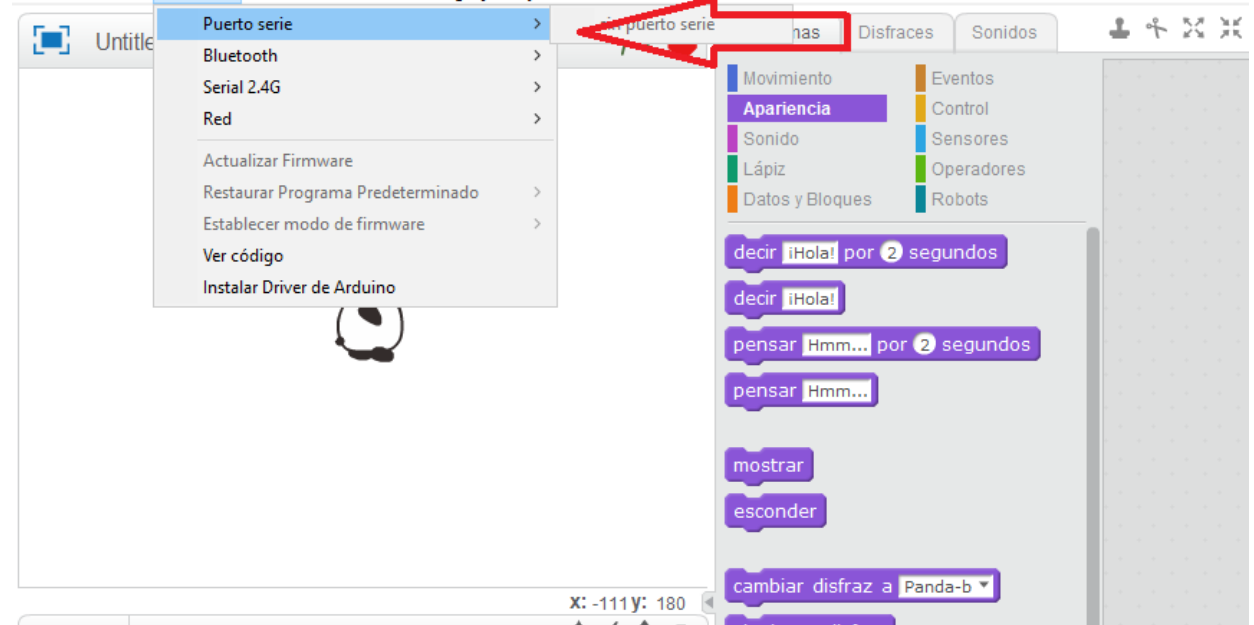 Puerto serie
sin puerto serie
Bluetooth
Serial 2.4G
Red
Actualizar Firmware
Restaurar Programa Predeterminado
Establecer modo de firmware
Ver código
Instalar Driver de Arduino
Untitle
x: -111 y: 180
mas
Disfraces
Sonidos
Movimiento
Eventos
Apariencia
Control
Sonido
Sensores
Lápiz
Operadores
Datos y Bloques
Robots
decir ¡Hola! por 2 segundos
decir ¡Hola!
pensar Hmm... por 2 segundos
pensar Hmm...
mostrar
esconder
cambiar disfraz a Panda-b